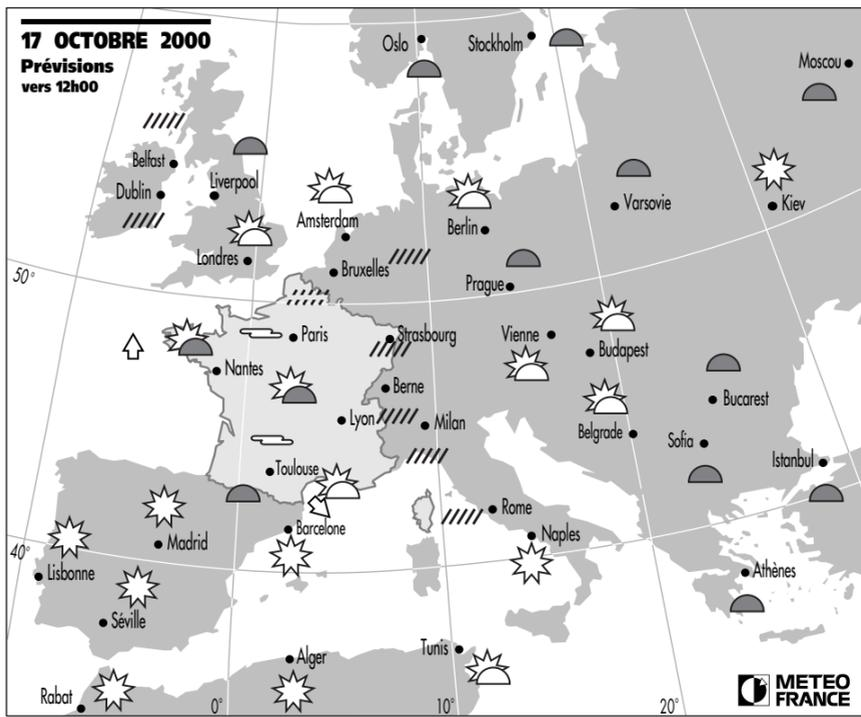 17 OCTOBRE 2000
Prévisions
vers 12h00
Oslo
Stockholm
Moscou
Belfast
Dublin
Liverpool
Amsterdam
Berlin
Varsovie
Kiev
Londres
Bruxelles
Prague
50°
Paris
Strasbourg
Vienne
Budapest
Nantes
Berne
Bucarest
Lyon
Milan
Belgrade
Sofia
Toulouse
Istanbul
Rome
Barcelone
Naples
Madrid
40°
Lisbonne
Athènes
Séville
Tunis
Alger
Rabat
0°
10°
20°
METEO
FRANCE